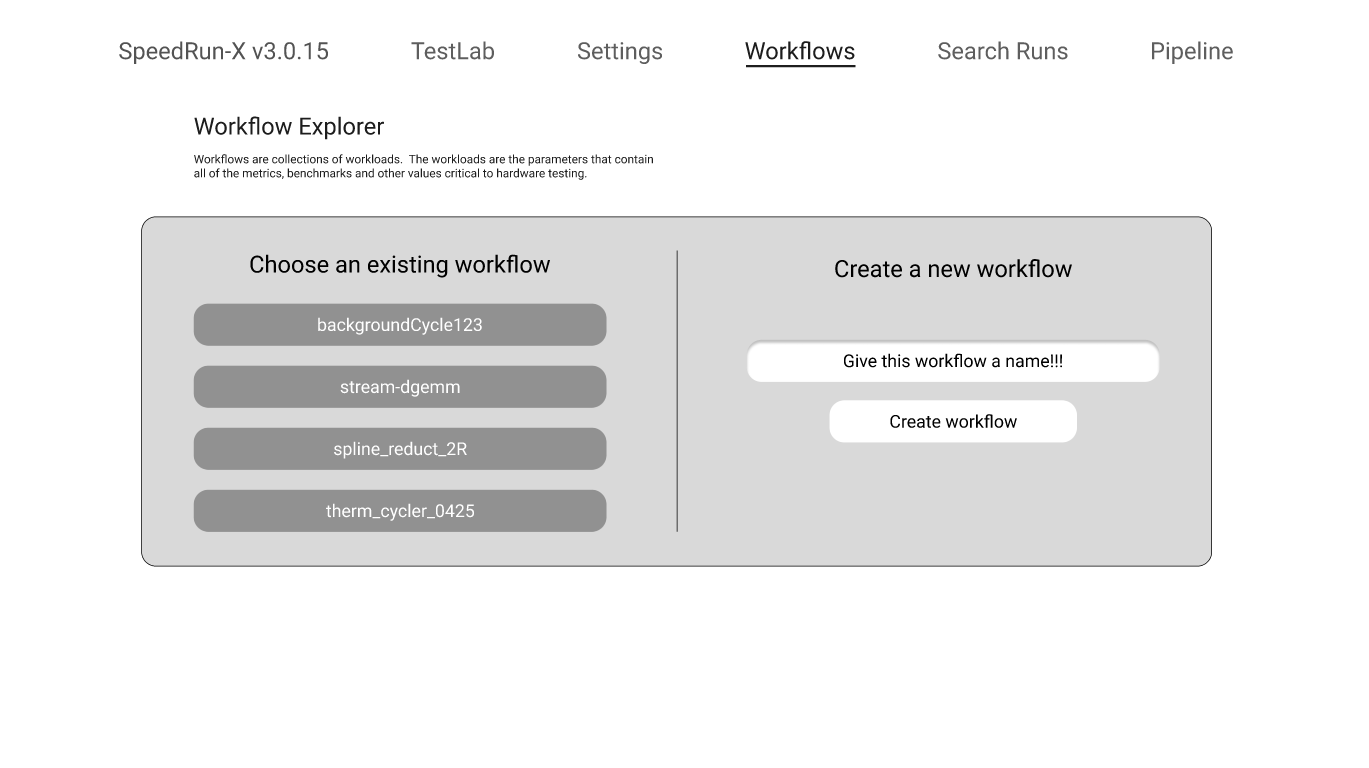 SpeedRun-X v3.0.15 TestLab Settings Workflows Search Runs Pipeline
Workflow Explorer
Workflows are collections of workloads.  The workloads are the parameters that contain
all of the metrics, benchmarks and other values critical to hardware testing.
Choose an existing workflow
backgroundCycle123
stream-dgemm
spline_reduct_2R
therm_cycler_0425
Create a new workflow
Give this workflow a name!!!
Create workflow